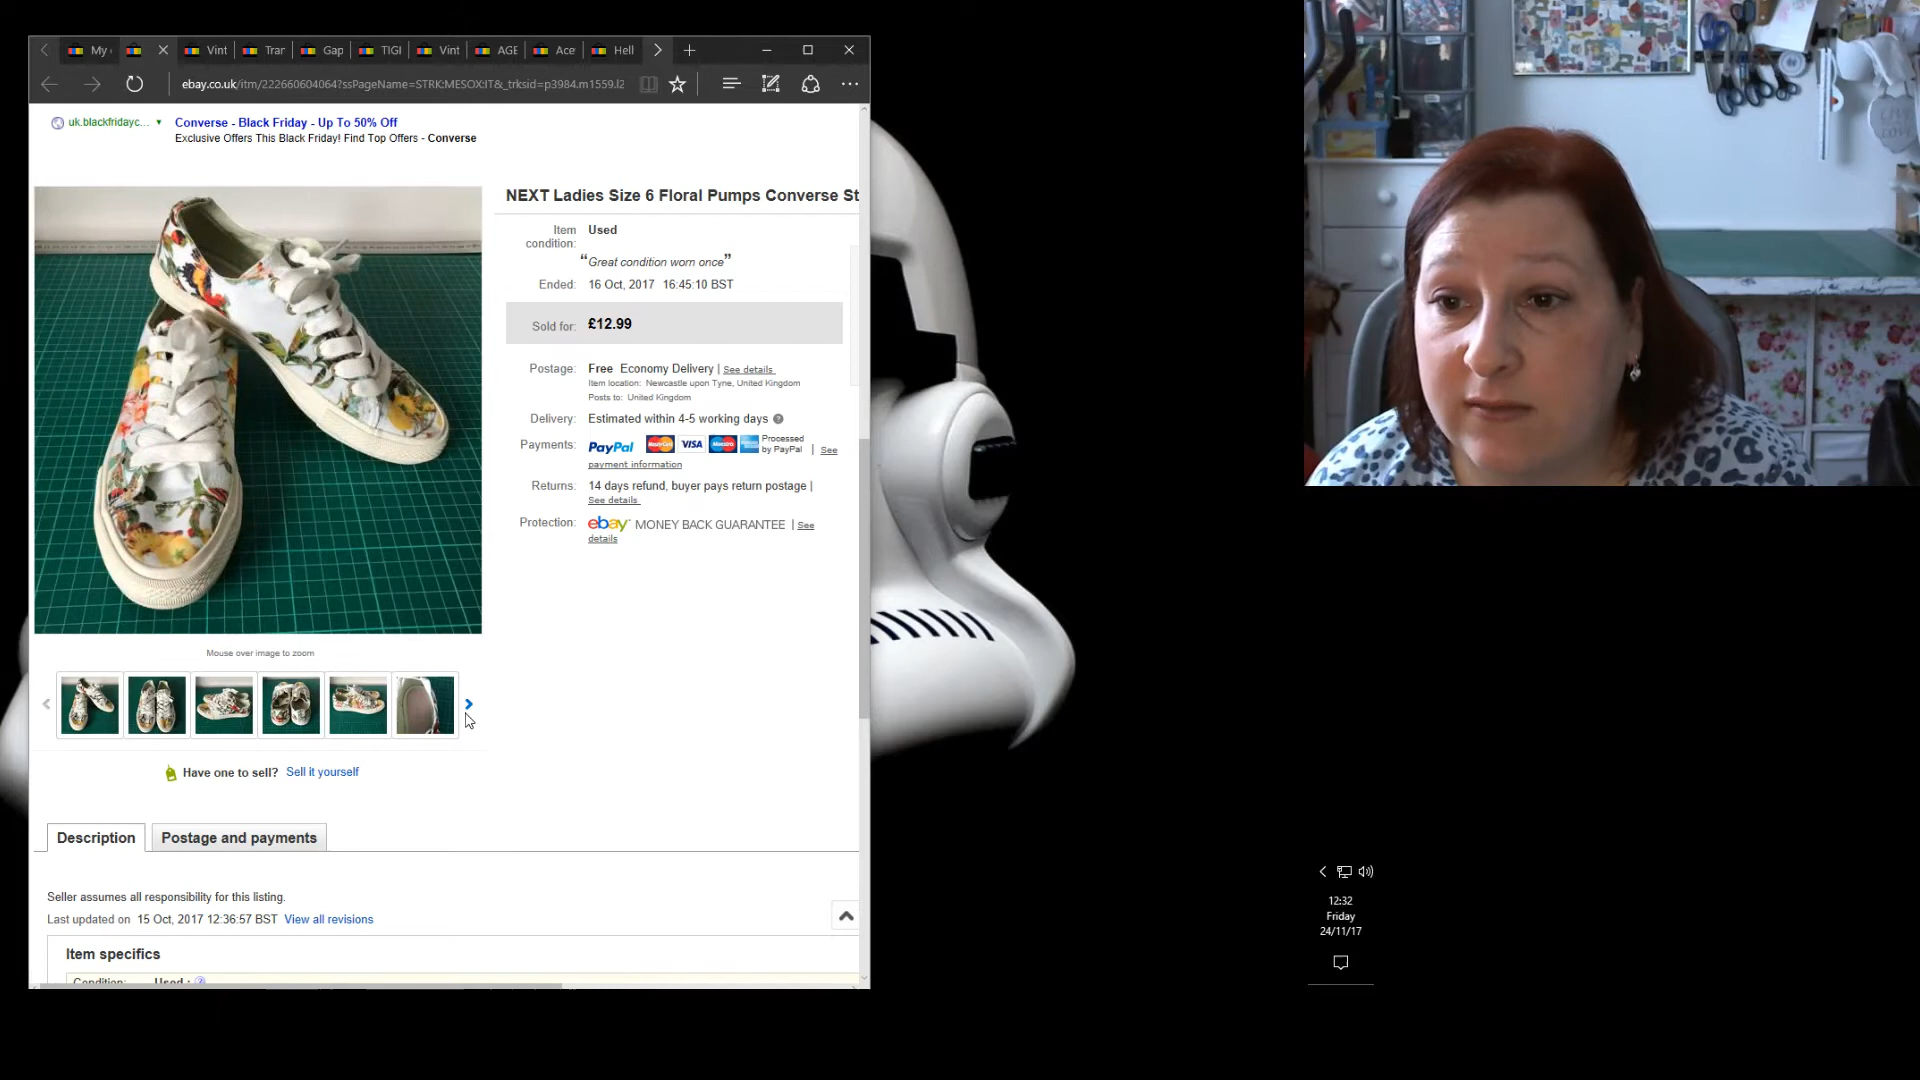 My
Vint
Trar
Gap
TIGI
Vint
AGE
Ace
Hell
ebay.co.uk/itm/222660604064?ssPageName=STRK:MESOX:IT&_trksid=p3984.m1559.l2
uk.blackfridayc...
Converse - Black Friday - Up To 50% Off
Exclusive Offers This Black Friday! Find Top Offers - Converse
NEXT Ladies Size 6 Floral Pumps Converse St
Item condition: Used
“Great condition worn once”
Ended: 16 Oct, 2017 16:45:10 BST
Sold for: £12.99
Postage: Free Economy Delivery | See details
Item location: Newcastle upon Tyne, United Kingdom
Posts to: United Kingdom
Delivery: Estimated within 4-5 working days
Payments: PayPal MasterCard VISA Maestro Processed by PayPal | See
payment information
Returns: 14 days refund, buyer pays return postage |
See details
Protection: ebay MONEY BACK GUARANTEE | See
details
Mouse over image to zoom
Have one to sell? Sell it yourself
Description
Postage and payments
Seller assumes all responsibility for this listing.
Last updated on 15 Oct, 2017 12:36:57 BST View all revisions
Item specifics
Condition: Used :
12:32
Friday
24/11/17